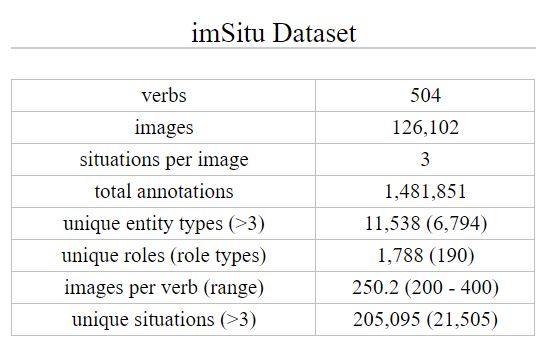 imSitu Dataset
verbs 504
images 126,102
situations per image 3
total annotations 1,481,851
unique entity types (>3) 11,538 (6,794)
unique roles (role types) 1,788 (190)
images per verb (range) 250.2 (200 - 400)
unique situations (>3) 205,095 (21,505)